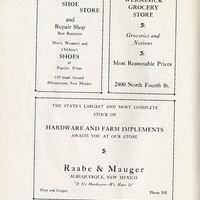 SHOE
STORE
and
Repair Shop
Best Repairers
Men's, Women's and
Children's
SHOES
at
Popular Prices
Albuquerque, New Mexico
GROCERY
STORE
Groceries and
Notions
Most Reasonable Prices
2400 North Fourth St.
THE STATE'S LARGEST AND MOST COMPLETE
STOCK OF
HARDWARE AND FARM IMPLEMENTS
AWAITS YOU AT OUR STORE
Raabe & Mauger
ALBUQUERQUE, NEW MEXICO
"If It's Hardware—We Have It"
First and Copper
Phone 305